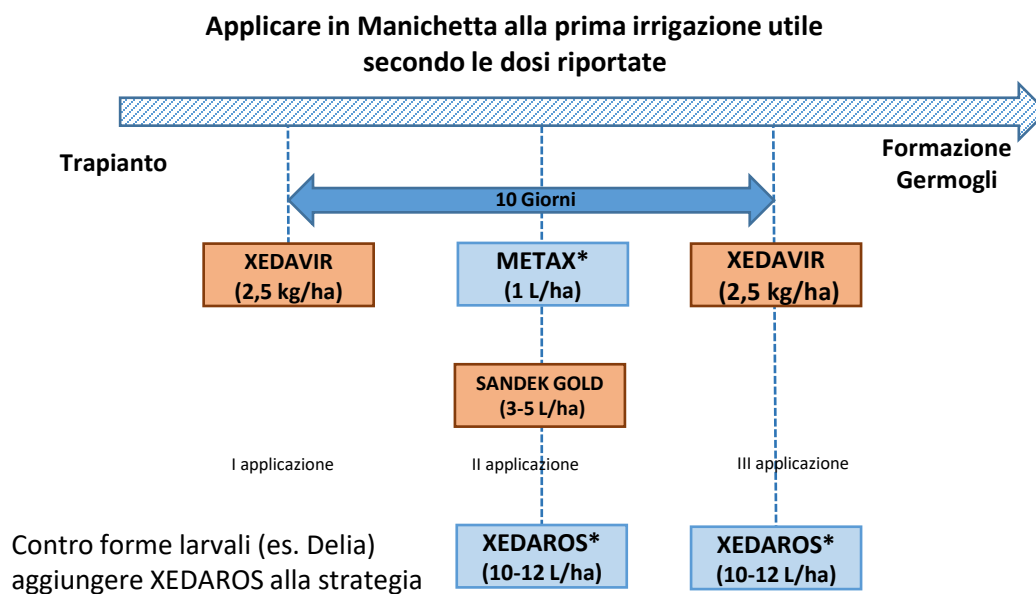 Applicare in Manichetta alla prima irrigazione utile
secondo le dosi riportate
Trapianto
Formazione
Germogli
10 Giorni
XEDAVIR
(2,5 kg/ha)
METAX*
(1 L/ha)
XEDAVIR
(2,5 kg/ha)
SANDEK GOLD
(3-5 L/ha)
I applicazione
II applicazione
III applicazione
Contro forme larvali (es. Delia)
aggiungere XEDAROS alla strategia
XEDAROS*
(10-12 L/ha)
XEDAROS*
(10-12 L/ha)